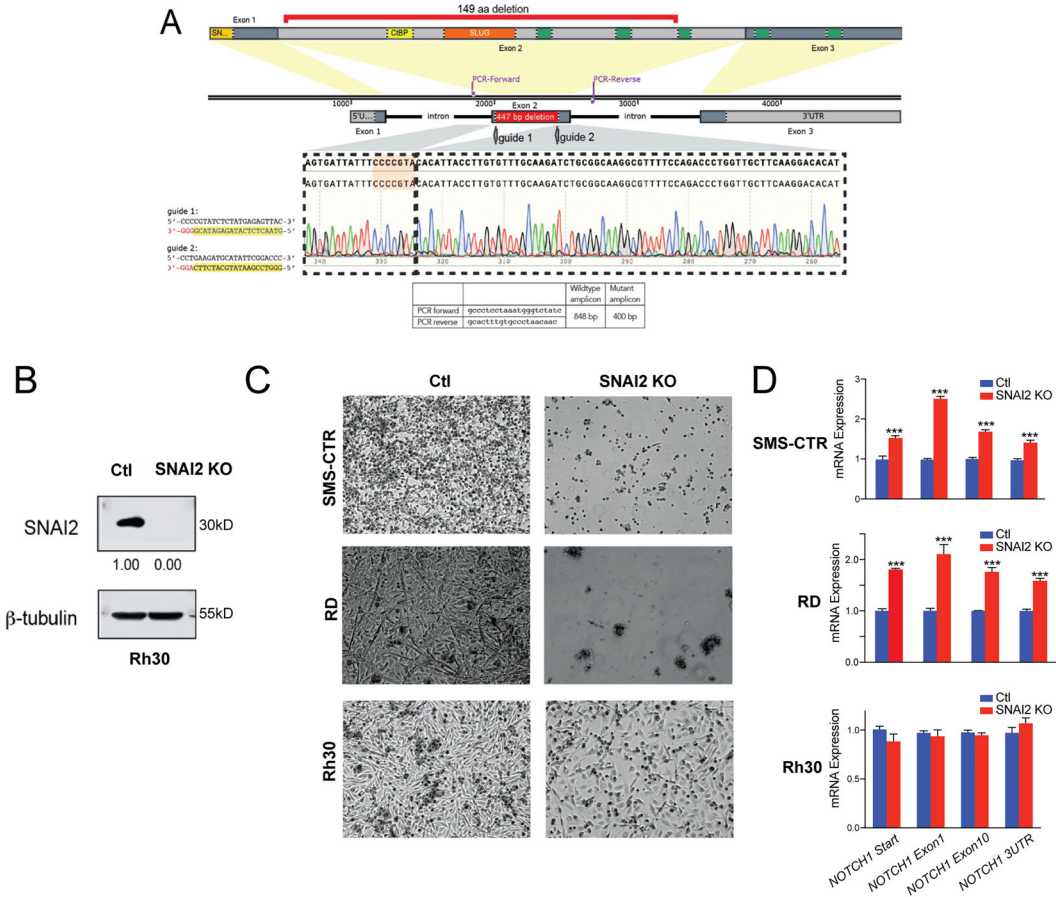 A
149 aa deletion
Exon 1
SN...
CtBP
SLUG
Exon 2
Exon 3
PCR-Forward
PCR-Reverse
1000
2000
3000
4000
Exon 2
5'U...
intron
447 bp deletion
intron
3'UTR
Exon 1
Exon 3
guide 1
guide 2
AGTGATTATTTCCCCGTACACATTACCTTGTGTTTGCAAGATCTGCGGCAAGGCGTTTTCCAGACCCTGGTTGCTTCAAGGACACAT
AGTGATTATTTCCCCGTACACATTACCTTGTGTTTGCAAGATCTGCGGCAAGGCGTTTTCCAGACCCTGGTTGCTTCAAGGACACAT
340 330 320 310 300 290 280 270 260
guide 1:
5'-CCCCGTATCTCTATGAGAGTTAC-3'
3'-GGGGCATAGAGATACTCTCAATG-5'
guide 2:
5'-CCTGAAGATGCATATTCGGACCC-3'
3'-GGACTTCTACGTATAAGCCTGGG-5'
Wildtype amplicon
Mutant amplicon
PCR forward gccctcctaaatgggtctatc
848 bp 400 bp
PCR reverse gcactttgtgccctaacaac
B
Ctl SNAI2 KO
SNAI2
30kD
1.00 0.00
β-tubulin
55kD
Rh30
C
Ctl
SNAI2 KO
SMS-CTR
RD
Rh30
D
SMS-CTR
mRNA Expression
3
2
1
0
Ctl
SNAI2 KO
*** *** *** ***
RD
mRNA Expression
2.0
1.0
0.0
Ctl
SNAI2 KO
*** *** *** ***
Rh30
mRNA Expression
1.0
0.5
0.0
Ctl
SNAI2 KO
NOTCH1 Start
NOTCH1 Exon1
NOTCH1 Exon10
NOTCH1 3UTR